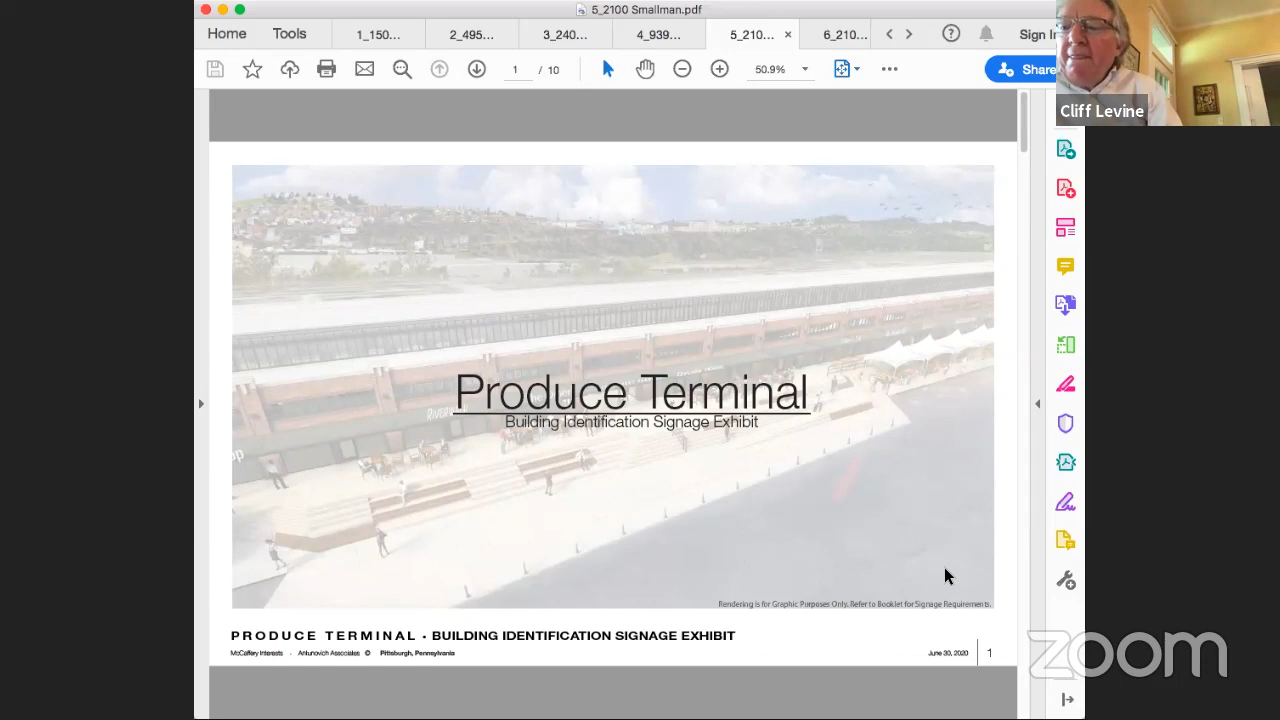 5_2100 Smallman.pdf
Home Tools 1_150... 2_495... 3_240... 4_939... 5_210... × 6_210... Sign In
1 / 10 50.9% Share
Cliff Levine
Produce Terminal
Building Identification Signage Exhibit
Rendering is for Graphic Purposes Only. Refer to Booklet for Signage Requirements.
PRODUCE TERMINAL • BUILDING IDENTIFICATION SIGNAGE EXHIBIT
McCaffery Interests . Antunovich Associates © Pittsburgh, Pennsylvania June 30, 2020 1
zoom